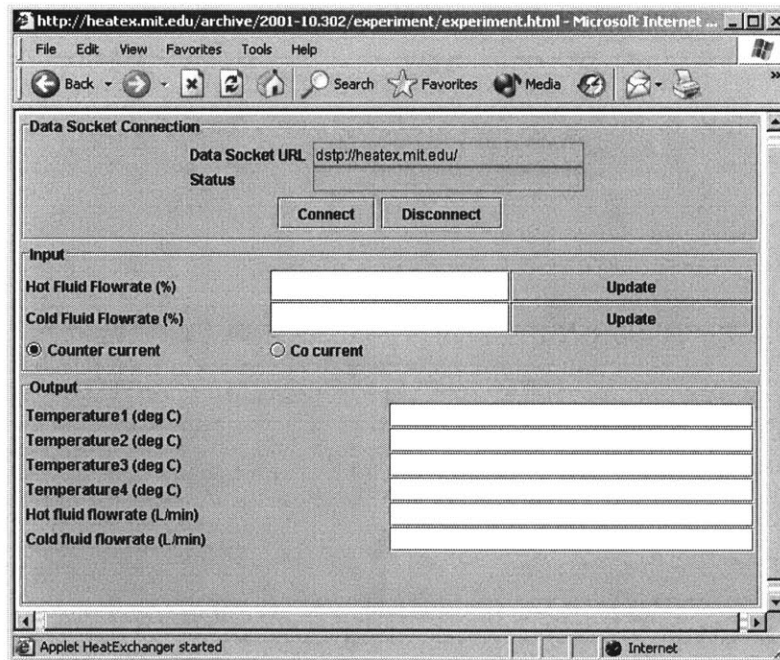 http://heatex.mit.edu/archive/2001-10.302/experiment/experiment.html - Microsoft Internet ...
File Edit View Favorites Tools Help
Back Search Favorites Media
Data Socket Connection
Data Socket URL dstp://heatex.mit.edu/
Status
Connect Disconnect
Input
Hot Fluid Flowrate (%) Update
Cold Fluid Flowrate (%) Update
Counter current Co current
Output
Temperature1 (deg C)
Temperature2 (deg C)
Temperature3 (deg C)
Temperature4 (deg C)
Hot fluid flowrate (L/min)
Cold fluid flowrate (L/min)
Applet HeatExchanger started Internet